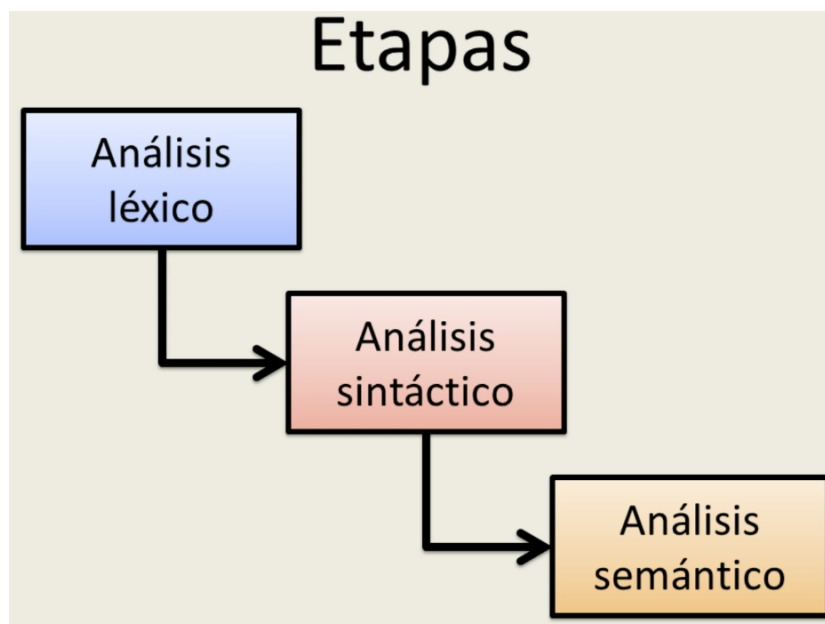 Etapas
Análisis
léxico
Análisis
sintáctico
Análisis
semántico